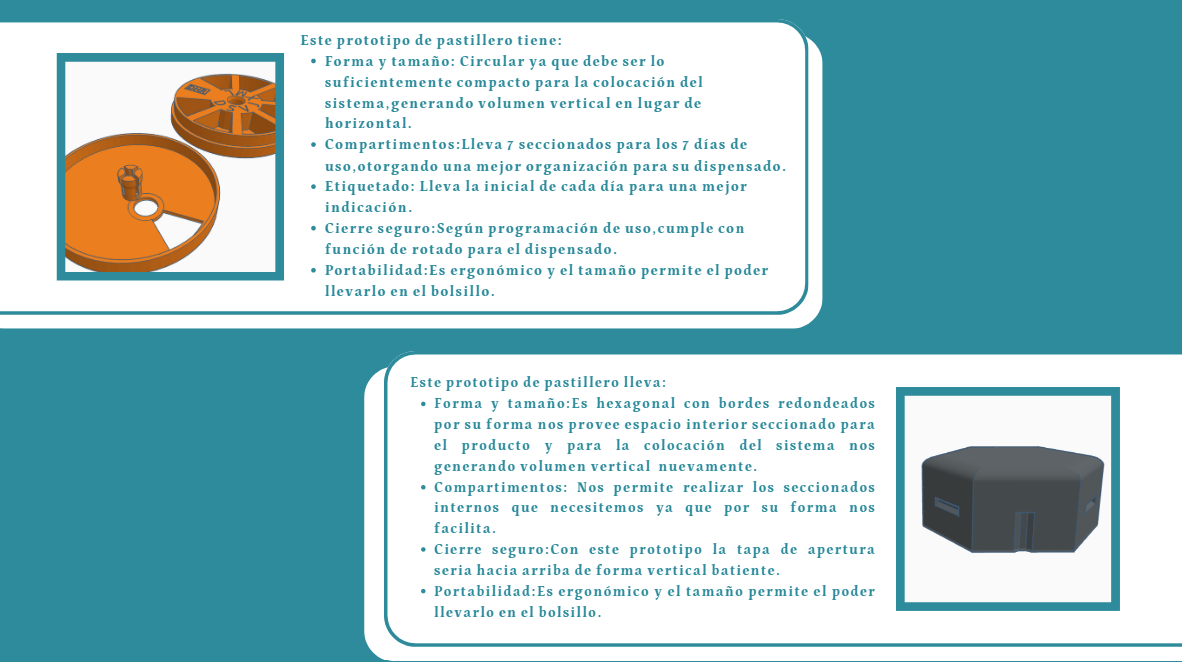 Este prototipo de pastillero tiene:
• Forma y tamaño: Circular ya que debe ser lo
suficientemente compacto para la colocación del
sistema,generando volumen vertical en lugar de
horizontal.
• Compartimentos:Lleva 7 seccionados para los 7 días de
uso,otorgando una mejor organización para su dispensado.
• Etiquetado: Lleva la inicial de cada día para una mejor
indicación.
• Cierre seguro:Según programación de uso,cumple con
función de rotado para el dispensado.
• Portabilidad:Es ergonómico y el tamaño permite el poder
llevarlo en el bolsillo.
Este prototipo de pastillero lleva:
• Forma y tamaño:Es hexagonal con bordes redondeados
por su forma nos provee espacio interior seccionado para
el producto y para la colocación del sistema nos
generando volumen vertical nuevamente.
• Compartimentos: Nos permite realizar los seccionados
internos que necesitemos ya que por su forma nos
facilita.
• Cierre seguro:Con este prototipo la tapa de apertura
seria hacia arriba de forma vertical batiente.
• Portabilidad:Es ergonómico y el tamaño permite el poder
llevarlo en el bolsillo.